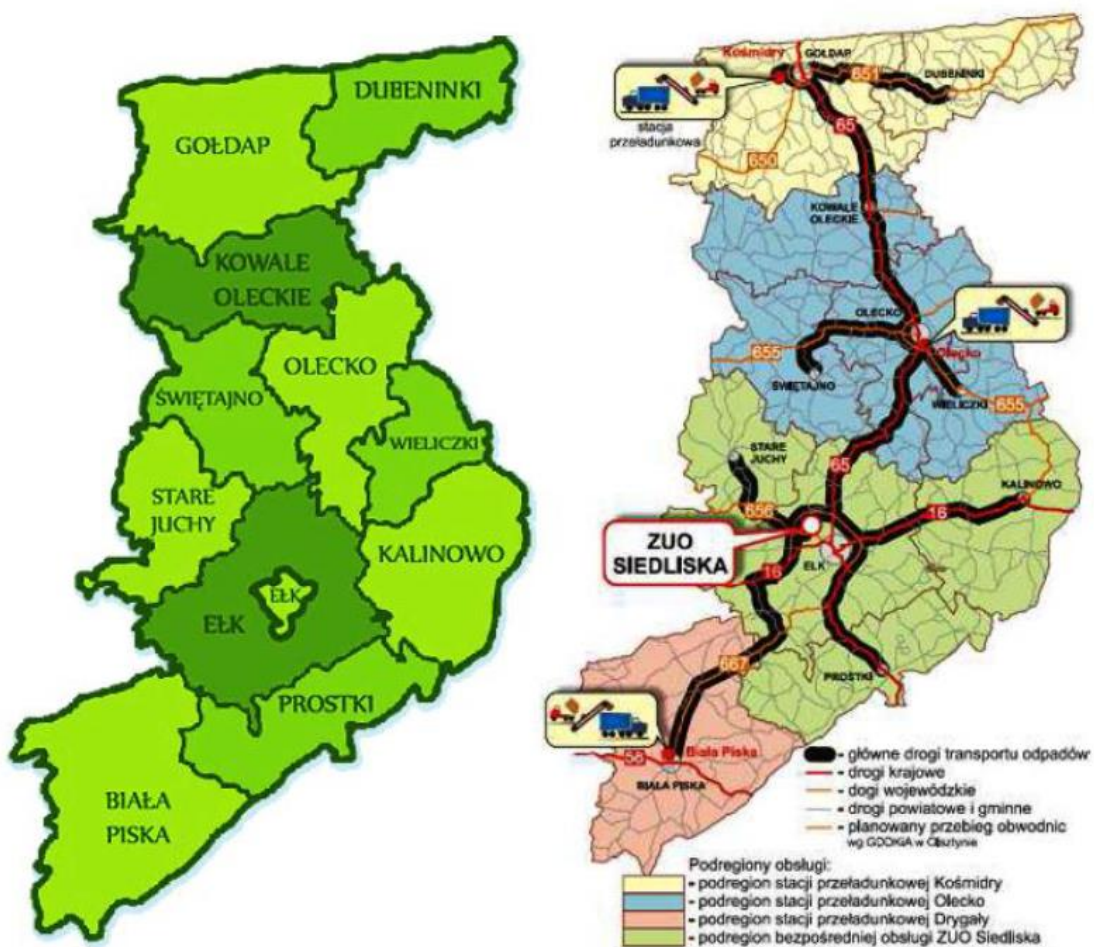 DUBENINKI
GOŁDAP
KOWALE
OLECKIE
OLECKO
ŚWIĘTAJNO
WIELICZKI
STARE
JUCHY
KALINOWO
EŁK
EŁK
PROSTKI
BIAŁA
PISKA
Kośmidry
GOŁDAP
651
DUBENINKI
stacja
przeładunkowa
65
650
KOWALE
OLECKIE
OLECKO
Olecko
655
ŚWIĘTAJNO
WIELICZKI
655
STARE
JUCHY
65
KALINOWO
656
16
ZUO
SIEDLISKA
EŁK
16
667
PROSTKI
Biała Piska
58
BIAŁA PISKA
- główne drogi transportu odpadów
- drogi krajowe
- dogi wojewódzkie
- drogi powiatowe i gminne
- planowany przebieg obwodnic
wg GDDKiA w Olsztynie
Podregiony obsługi:
- podregion stacji przeładunkowej Kośmidry
- podregion stacji przeładunkowej Olecko
- podregion stacji przeładunkowej Drygały
- podregion bezpośredniej obsługi ZUO Siedliska